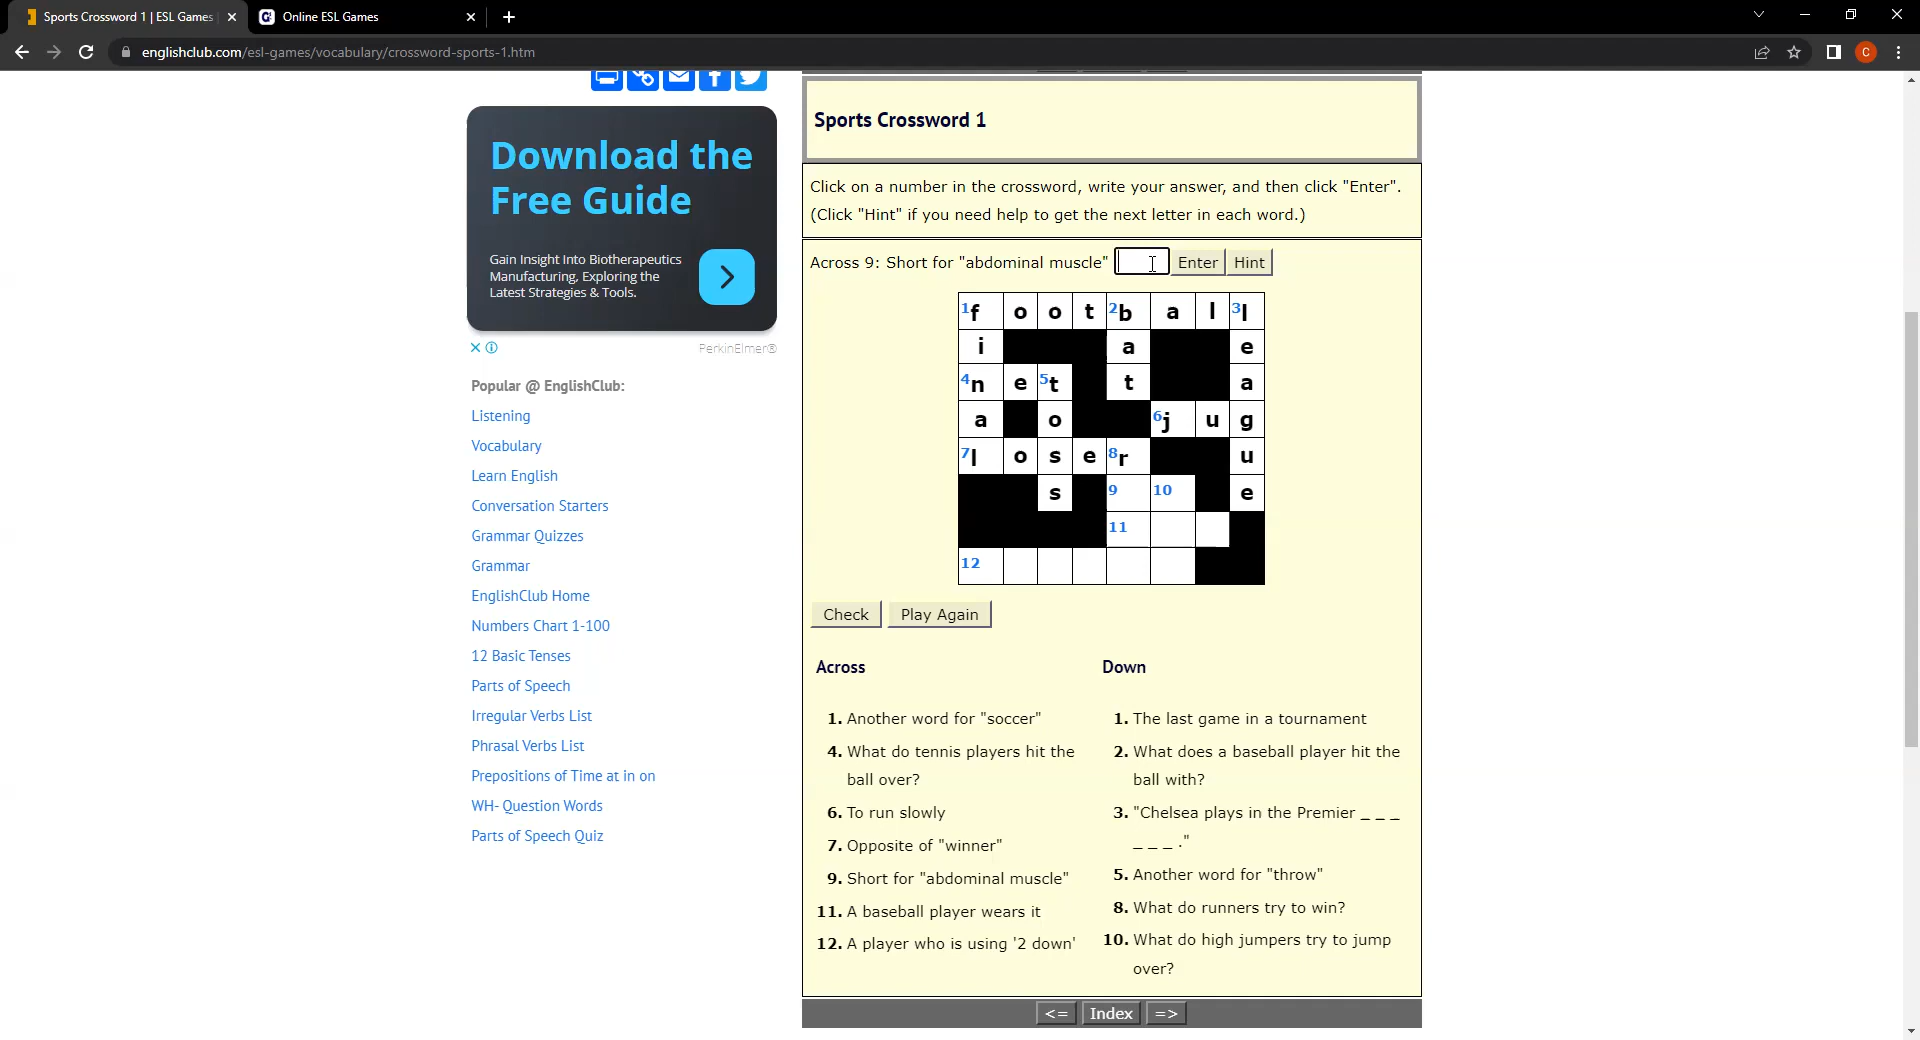 Sports Crossword 1 | ESL Games
Online ESL Games
englishclub.com/esl-games/vocabulary/crossword-sports-1.htm
C
Download the
Free Guide
Gain Insight Into Biotherapeutics
Manufacturing, Exploring the
Latest Strategies & Tools.
PerkinElmer®
Popular @ EnglishClub:
Listening
Vocabulary
Learn English
Conversation Starters
Grammar Quizzes
Grammar
EnglishClub Home
Numbers Chart 1-100
12 Basic Tenses
Parts of Speech
Irregular Verbs List
Phrasal Verbs List
Prepositions of Time at in on
WH- Question Words
Parts of Speech Quiz
Sports Crossword 1
Click on a number in the crossword, write your answer, and then click "Enter".
(Click "Hint" if you need help to get the next letter in each word.)
Across 9: Short for "abdominal muscle" Enter Hint
1f o o t 2b a l 3l
i a e
4n e 5t t a
a o 6j u g
7l o s e 8r u
s 9 10 e
11
12
Check Play Again
Across
1. Another word for "soccer"
4. What do tennis players hit the
ball over?
6. To run slowly
7. Opposite of "winner"
9. Short for "abdominal muscle"
11. A baseball player wears it
12. A player who is using '2 down'
Down
1. The last game in a tournament
2. What does a baseball player hit the
ball with?
3. "Chelsea plays in the Premier _ _ _
_ _ _ ."
5. Another word for "throw"
8. What do runners try to win?
10. What do high jumpers try to jump
over?
<= Index =>